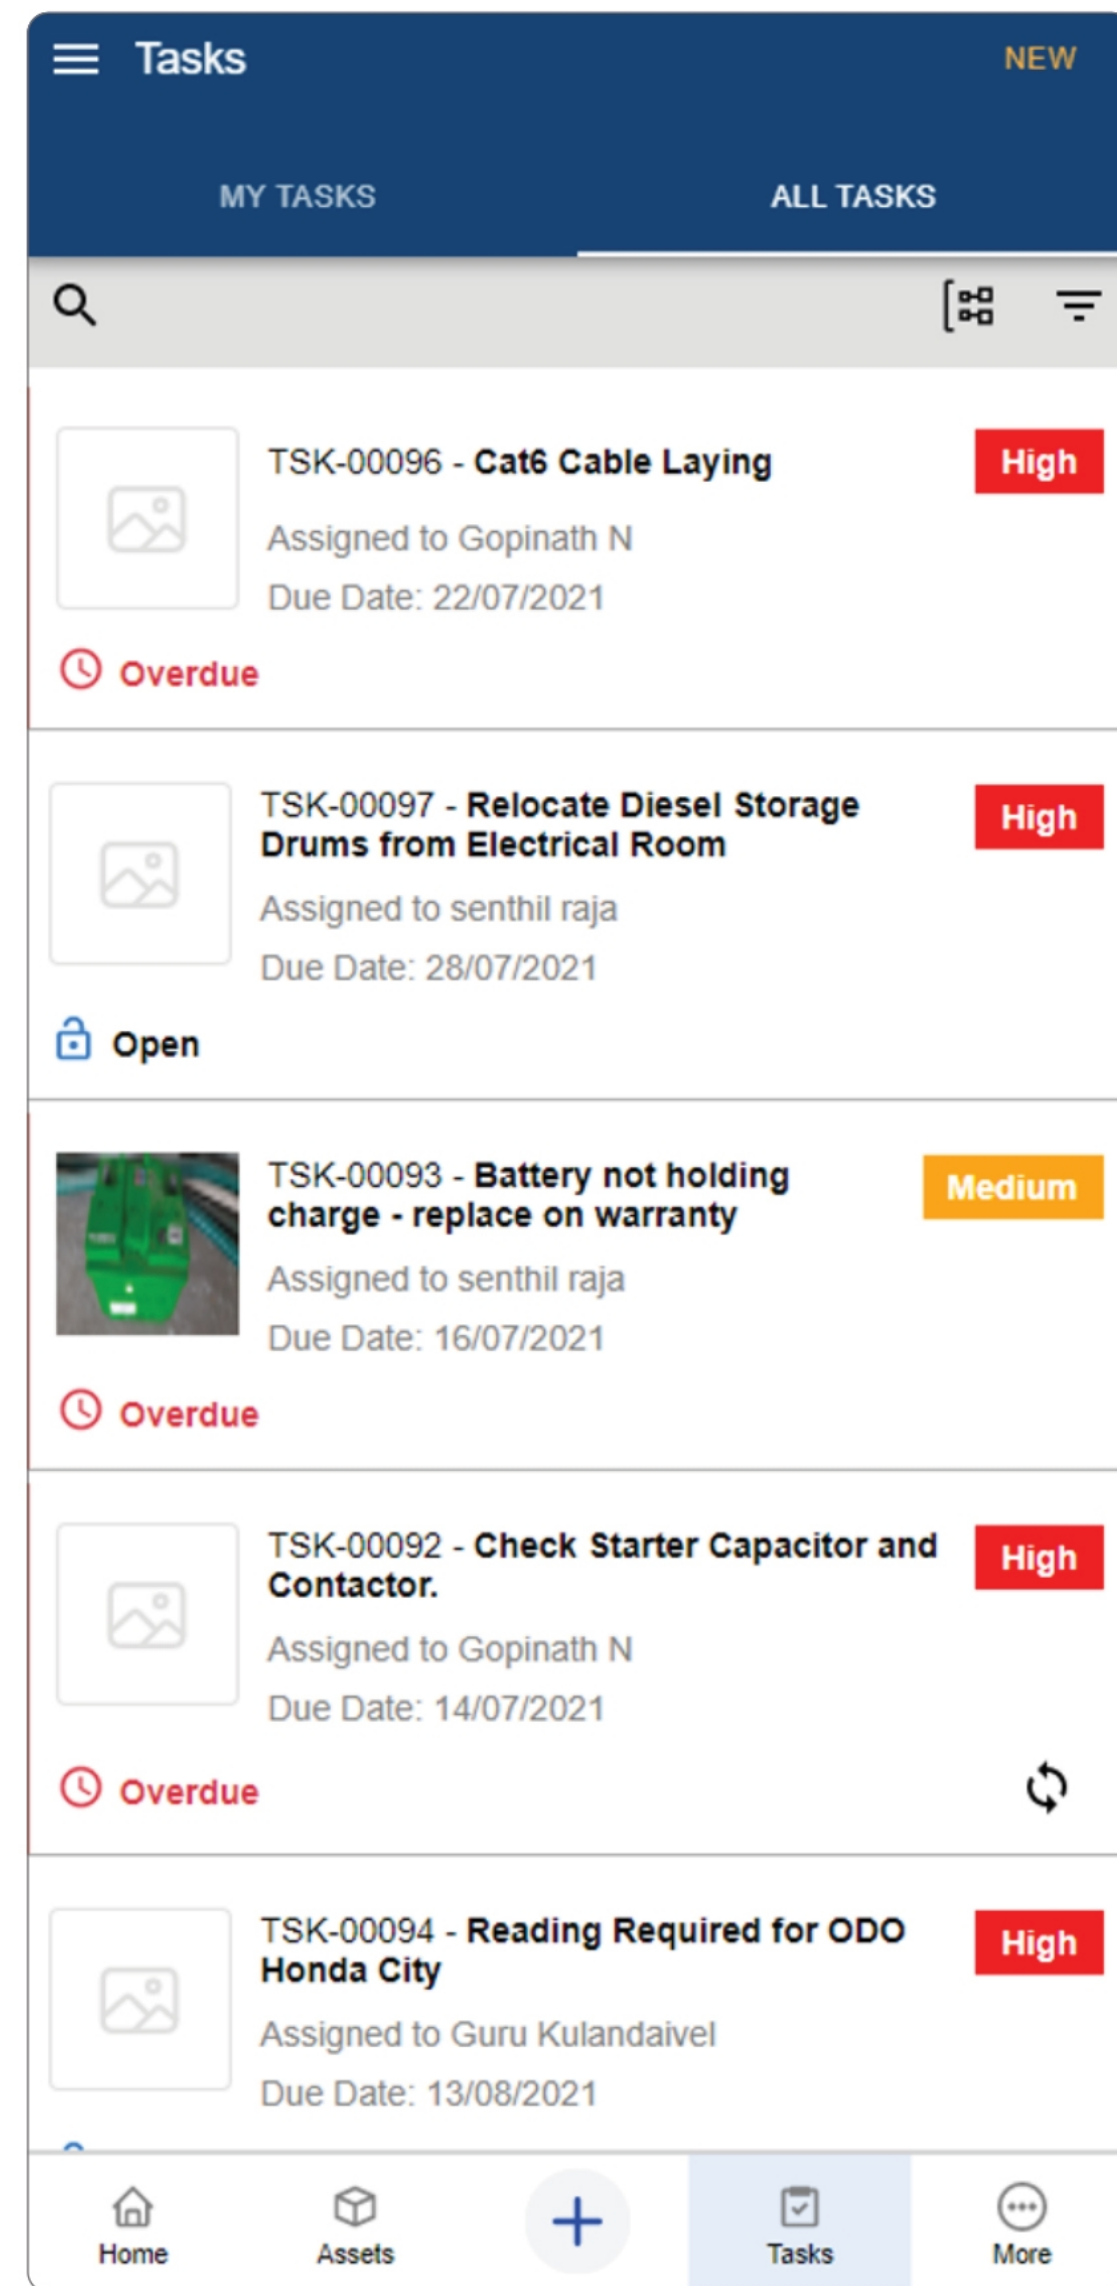 Tasks
NEW
MY TASKS
ALL TASKS
TSK-00096 - Cat6 Cable Laying
High
Assigned to Gopinath N
Due Date: 22/07/2021
Overdue
TSK-00097 - Relocate Diesel Storage
Drums from Electrical Room
High
Assigned to senthil raja
Due Date: 28/07/2021
Open
TSK-00093 - Battery not holding
charge - replace on warranty
Medium
Assigned to senthil raja
Due Date: 16/07/2021
Overdue
TSK-00092 - Check Starter Capacitor and
Contactor.
High
Assigned to Gopinath N
Due Date: 14/07/2021
Overdue
TSK-00094 - Reading Required for ODO
Honda City
High
Assigned to Guru Kulandaivel
Due Date: 13/08/2021
Home
Assets
Tasks
More